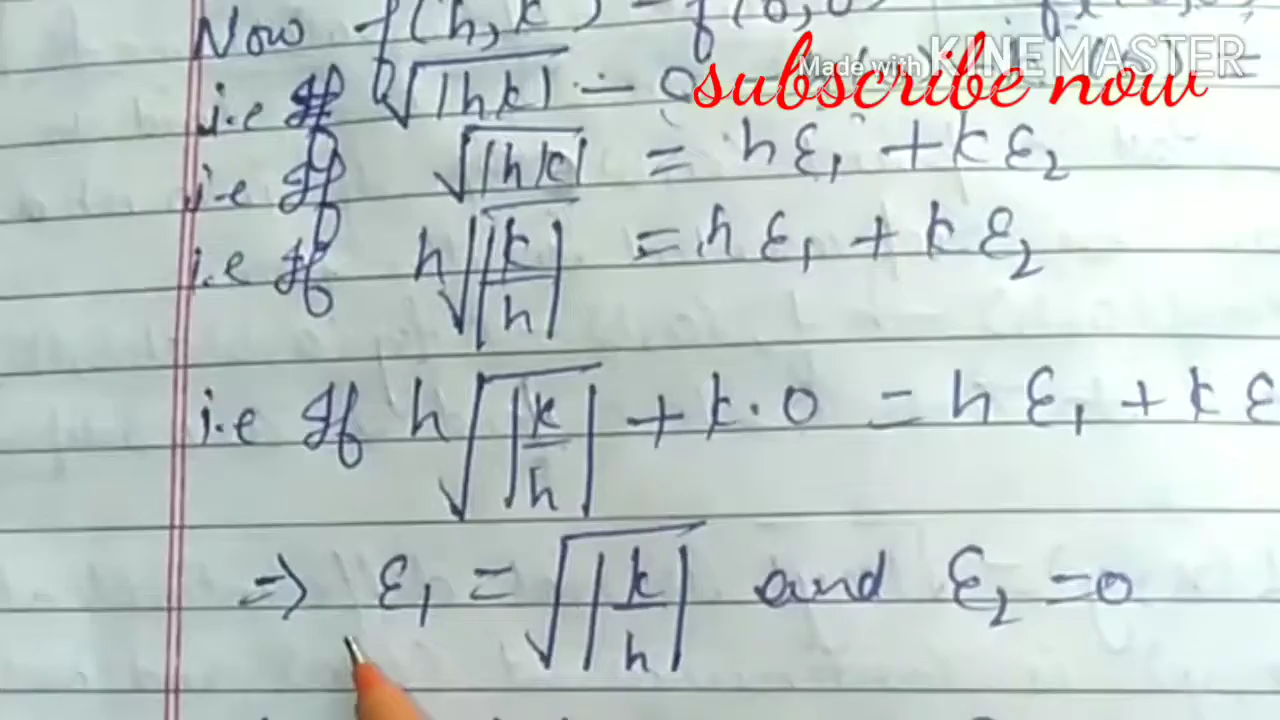 Now f(h, k) - f(0, 0)
Made with KINEMASTER
subscribe now
i.e If √|hk| - 0
i.e If √|hk| = hε₁ + kε₂
i.e If h√|k/h| = hε₁ + kε₂
i.e If h√|k/h| + k·0 = hε₁ + kε
⇒ ε₁ = √|k/h| and ε₂ = 0